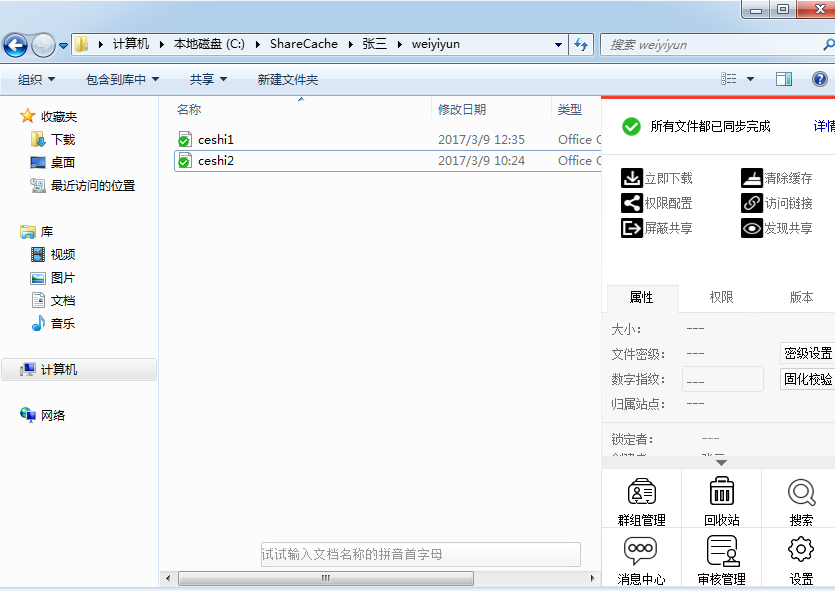 计算机 本地磁盘 (C:) ShareCache 张三 weiyiyun
搜索 weiyiyun
组织 包含到库中 共享 新建文件夹
收藏夹
下载
桌面
最近访问的位置
库
视频
图片
文档
音乐
计算机
网络
名称 修改日期 类型
ceshi1 2017/3/9 12:35 Office
ceshi2 2017/3/9 10:24 Office
试试输入文档名称的拼音首字母
所有文件都已同步完成 详情
立即下载 清除缓存
权限配置 访问链接
屏蔽共享 发现共享
属性 权限 版本
大小: ---
文件密级: --- 密级设置
数字指纹: --- 固化校验
归属站点: ---
锁定者: ---
群组管理 回收站 搜索
消息中心 审核管理 设置